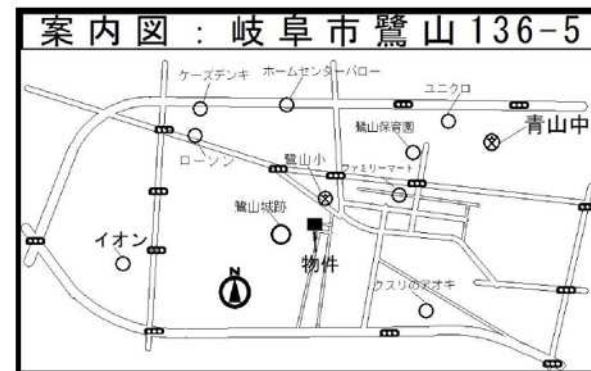 案内図：岐阜市鷺山136-5
ケーズデンキ
ホームセンターバロー
ユニクロ
青山中
鷺山保育園
ローソン
鷺山小
ファミリーマート
鷺山城跡
イオン
物件
N
クスリのアオキ